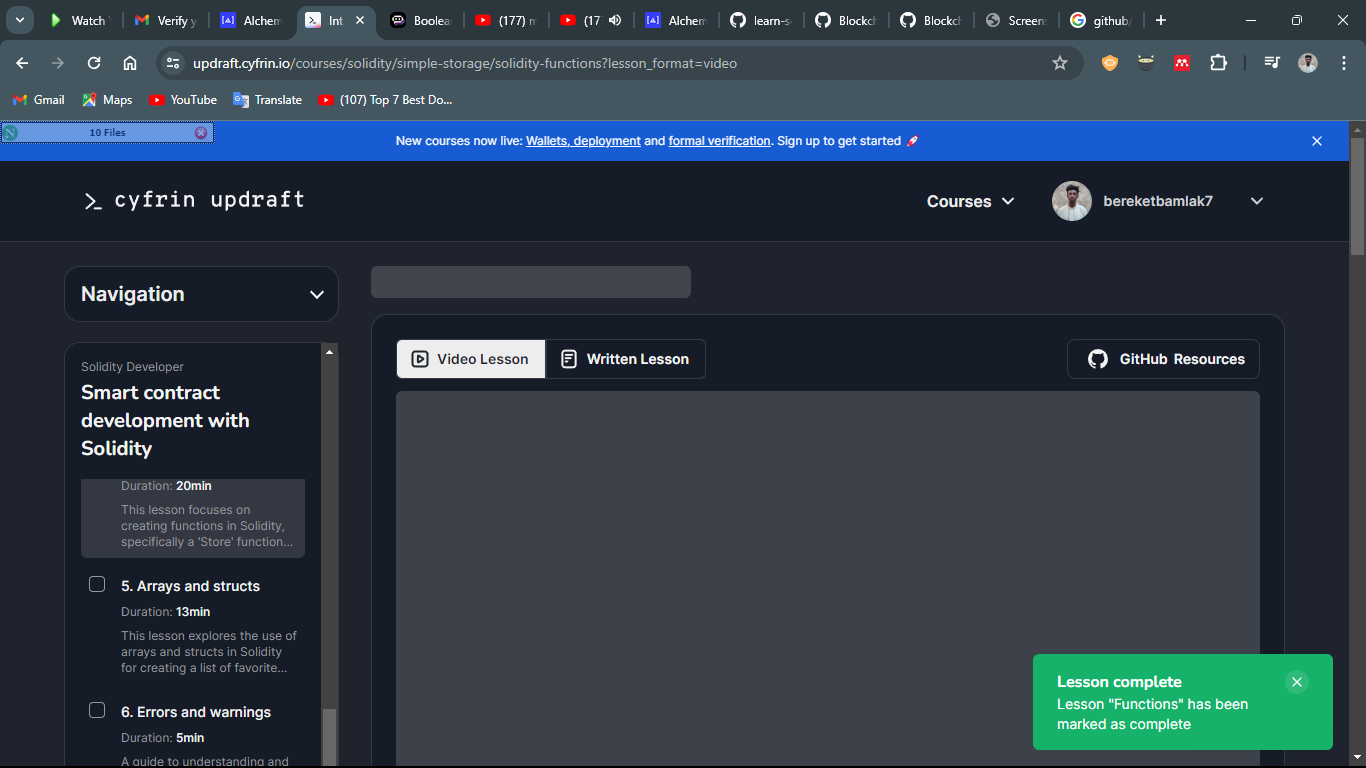 Watch
Verify y
Alchem
Int
Boolea
(177) m
(17
Alchem
learn-s
Blockc
Blockc
Screen
github/
updraft.cyfrin.io/courses/solidity/simple-storage/solidity-functions?lesson_format=video
Gmail
Maps
YouTube
Translate
(107) Top 7 Best Do...
10 Files
New courses now live: Wallets, deployment and formal verification. Sign up to get started 🚀
>_ cyfrin updraft
Courses
bereketbamlak7
Navigation
Video Lesson
Written Lesson
GitHub Resources
Solidity Developer
Smart contract
development with
Solidity
Duration: 20min
This lesson focuses on
creating functions in Solidity,
specifically a 'Store' function...
5. Arrays and structs
Duration: 13min
This lesson explores the use of
arrays and structs in Solidity
for creating a list of favorite...
6. Errors and warnings
Duration: 5min
A guide to understanding and
Lesson complete
Lesson "Functions" has been
marked as complete